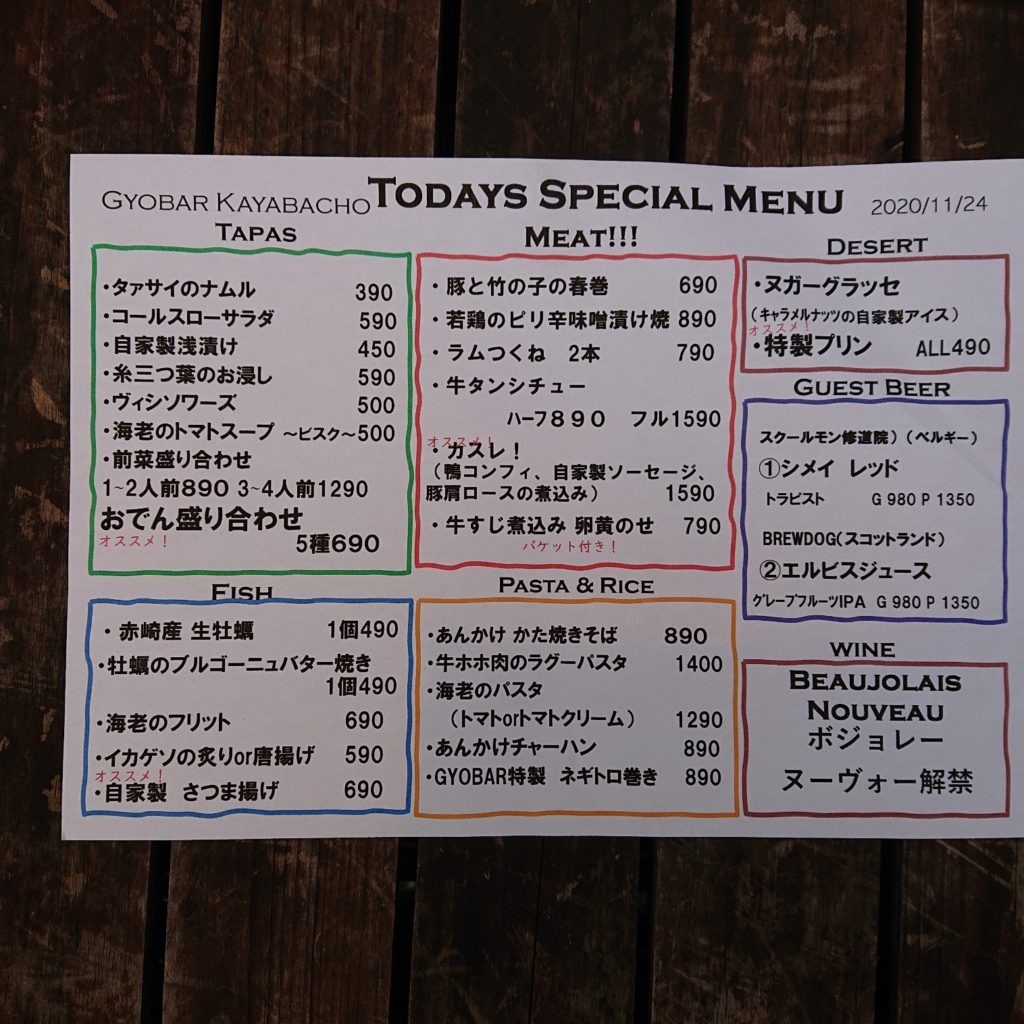 GYOBAR KAYABACHO TODAYS SPECIAL MENU 2020/11/24
TAPAS
・タァサイのナムル 390
・コールスローサラダ 590
・自家製浅漬け 450
・糸三つ葉のお浸し 590
・ヴィシソワーズ 500
・海老のトマトスープ ～ビスク～500
・前菜盛り合わせ
1~2人前890 3~4人前1290
おでん盛り合わせ
オススメ！ 5種690
FISH
・赤崎産 生牡蠣 1個490
・牡蠣のブルゴーニュバター焼き
1個490
・海老のフリット 690
・イカゲソの炙りor唐揚げ 590
オススメ！
・自家製 さつま揚げ 690
MEAT!!!
・豚と竹の子の春巻 690
・若鶏のピリ辛味噌漬け焼 890
・ラムつくね 2本 790
・牛タンシチュー
ハーフ890 フル1590
オススメ！
・カスレ！
（鴨コンフィ、自家製ソーセージ、
豚肩ロースの煮込み） 1590
・牛すじ煮込み 卵黄のせ 790
バケット付き！
PASTA & RICE
・あんかけ かた焼きそば 890
・牛ホホ肉のラグーパスタ 1400
・海老のパスタ
（トマトorトマトクリーム） 1290
・あんかけチャーハン 890
・GYOBAR特製 ネギトロ巻き 890
DESERT
・ヌガーグラッセ
（キャラメルナッツの自家製アイス）
オススメ！
・特製プリン ALL490
GUEST BEER
スクールモン修道院）（ベルギー）
①シメイ レッド
トラピスト G 980 P 1350
BREWDOG（スコットランド）
②エルビスジュース
グレープフルーツIPA G 980 P 1350
WINE
BEAUJOLAIS
NOUVEAU
ボジョレー
ヌーヴォー解禁